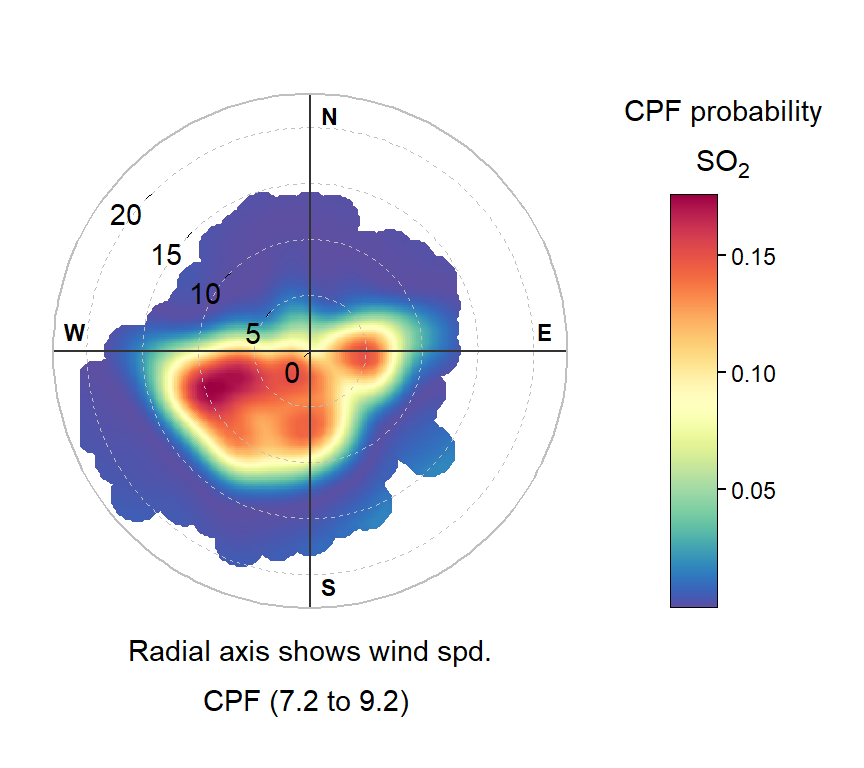 CPF probability
SO₂
N
20
15
10
W
5
E
0
0.15
0.10
0.05
S
Radial axis shows wind spd.
CPF (7.2 to 9.2)